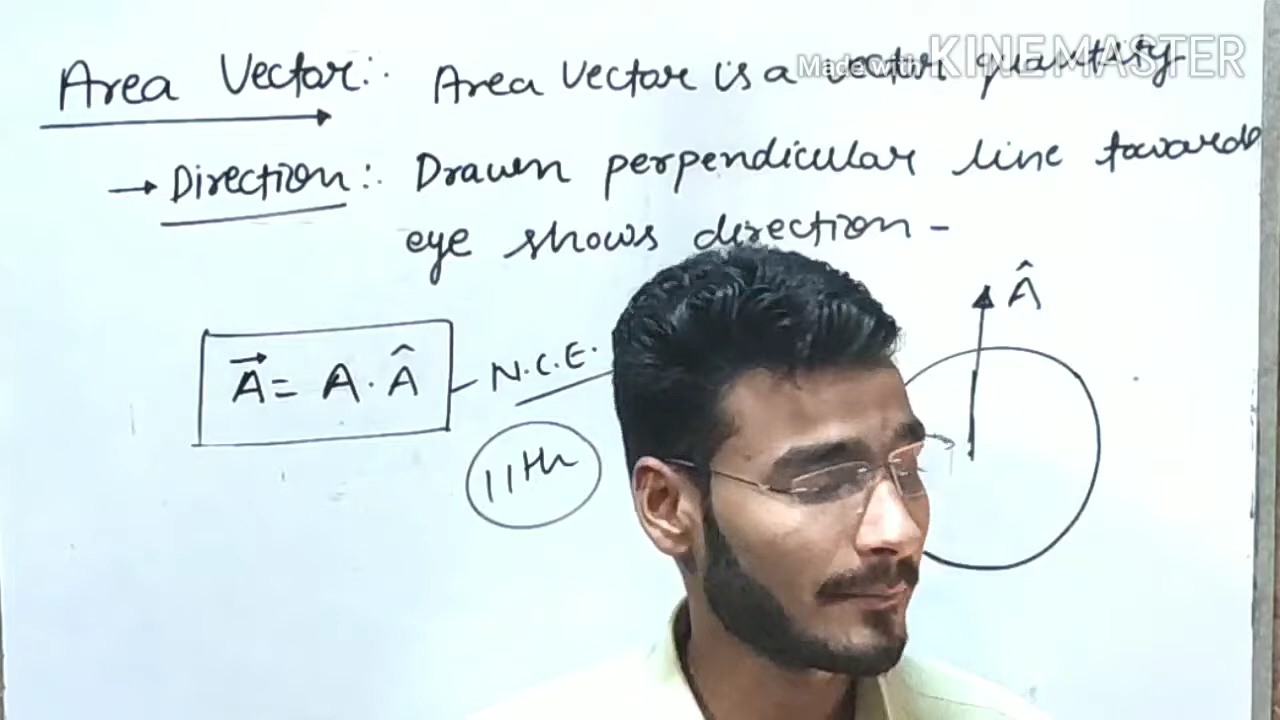 Area Vector:. Area Vector is a vector quantity
Made with KINEMASTER
→ Direction:. Drawn perpendicular line towards
eye shows direction -
Â
A⃗ = A · Â - N.C.E.
11th